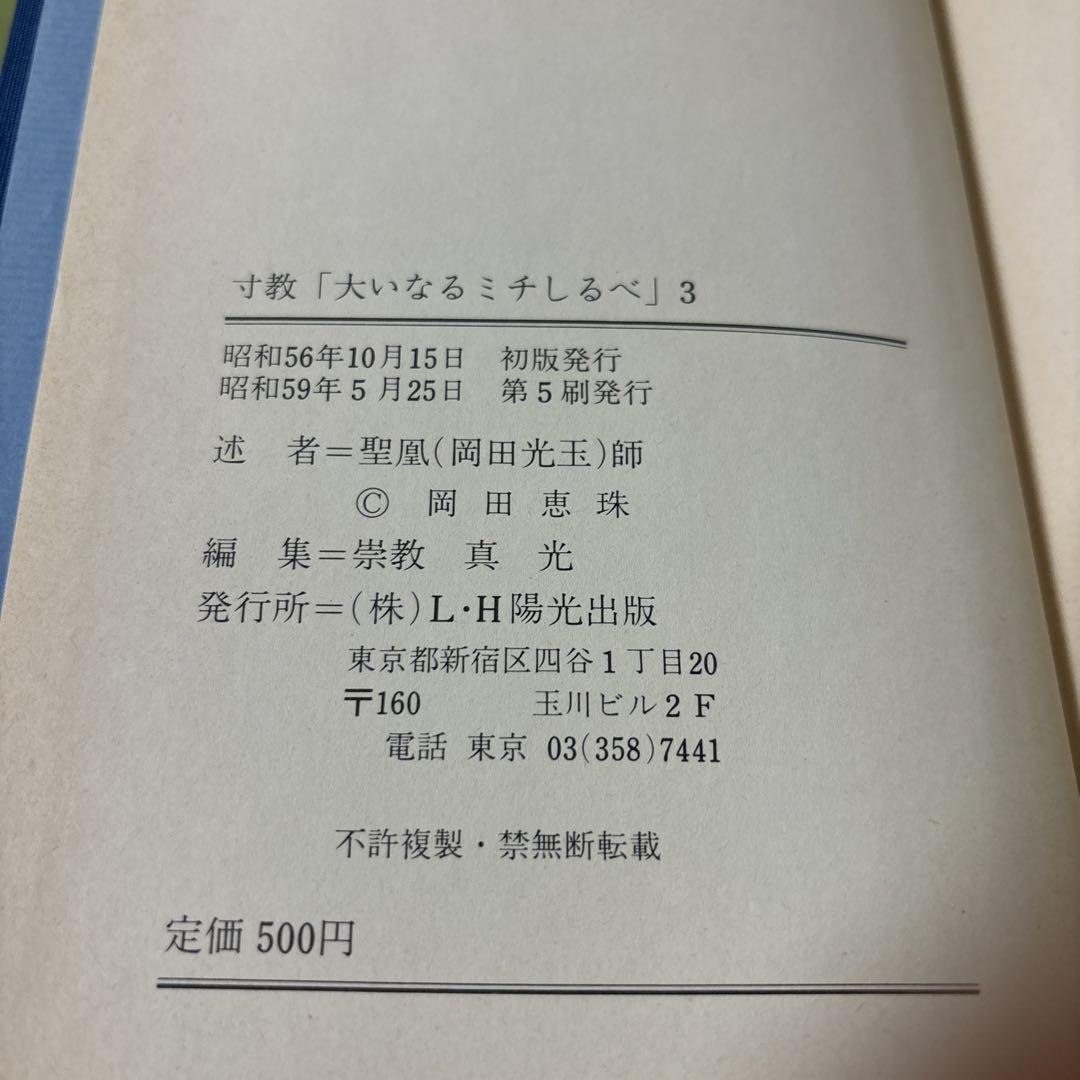 寸教「大いなるミチしるべ」3
昭和56年10月15日 初版発行
昭和59年5月25日 第5刷発行
述 者=聖凰(岡田光玉)師
© 岡田恵珠
編 集=崇教 真光
発行所=(株)L・H陽光出版
東京都新宿区四谷1丁目20
〒160 玉川ビル2F
電話 東京 03(358)7441
不許複製・禁無断転載
定価 500円